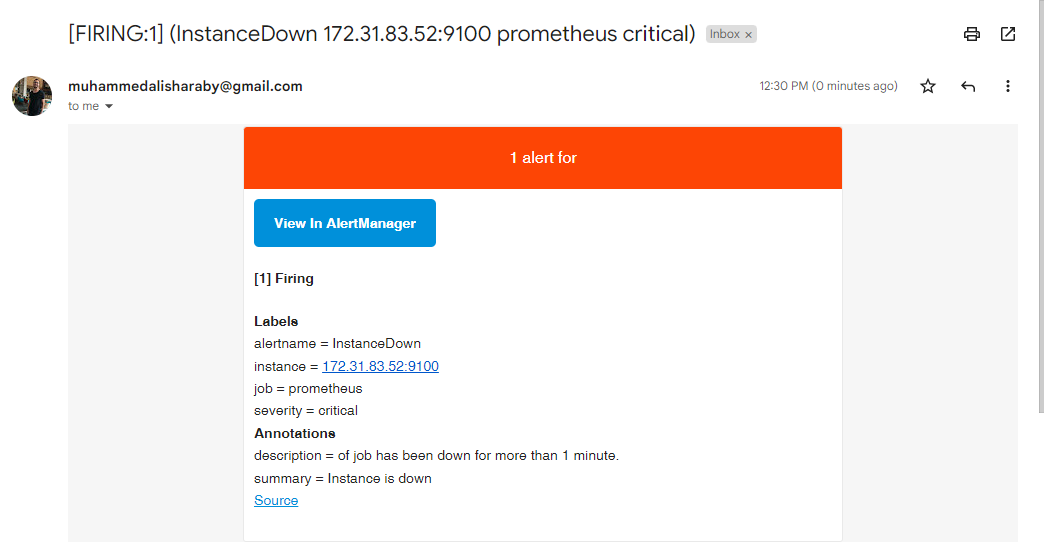 [FIRING:1] (InstanceDown 172.31.83.52:9100 prometheus critical) Inbox ×
muhammedalisharaby@gmail.com 12:30 PM (0 minutes ago)
to me
1 alert for
View In AlertManager
[1] Firing
Labels
alertname = InstanceDown
instance = 172.31.83.52:9100
job = prometheus
severity = critical
Annotations
description = of job has been down for more than 1 minute.
summary = Instance is down
Source